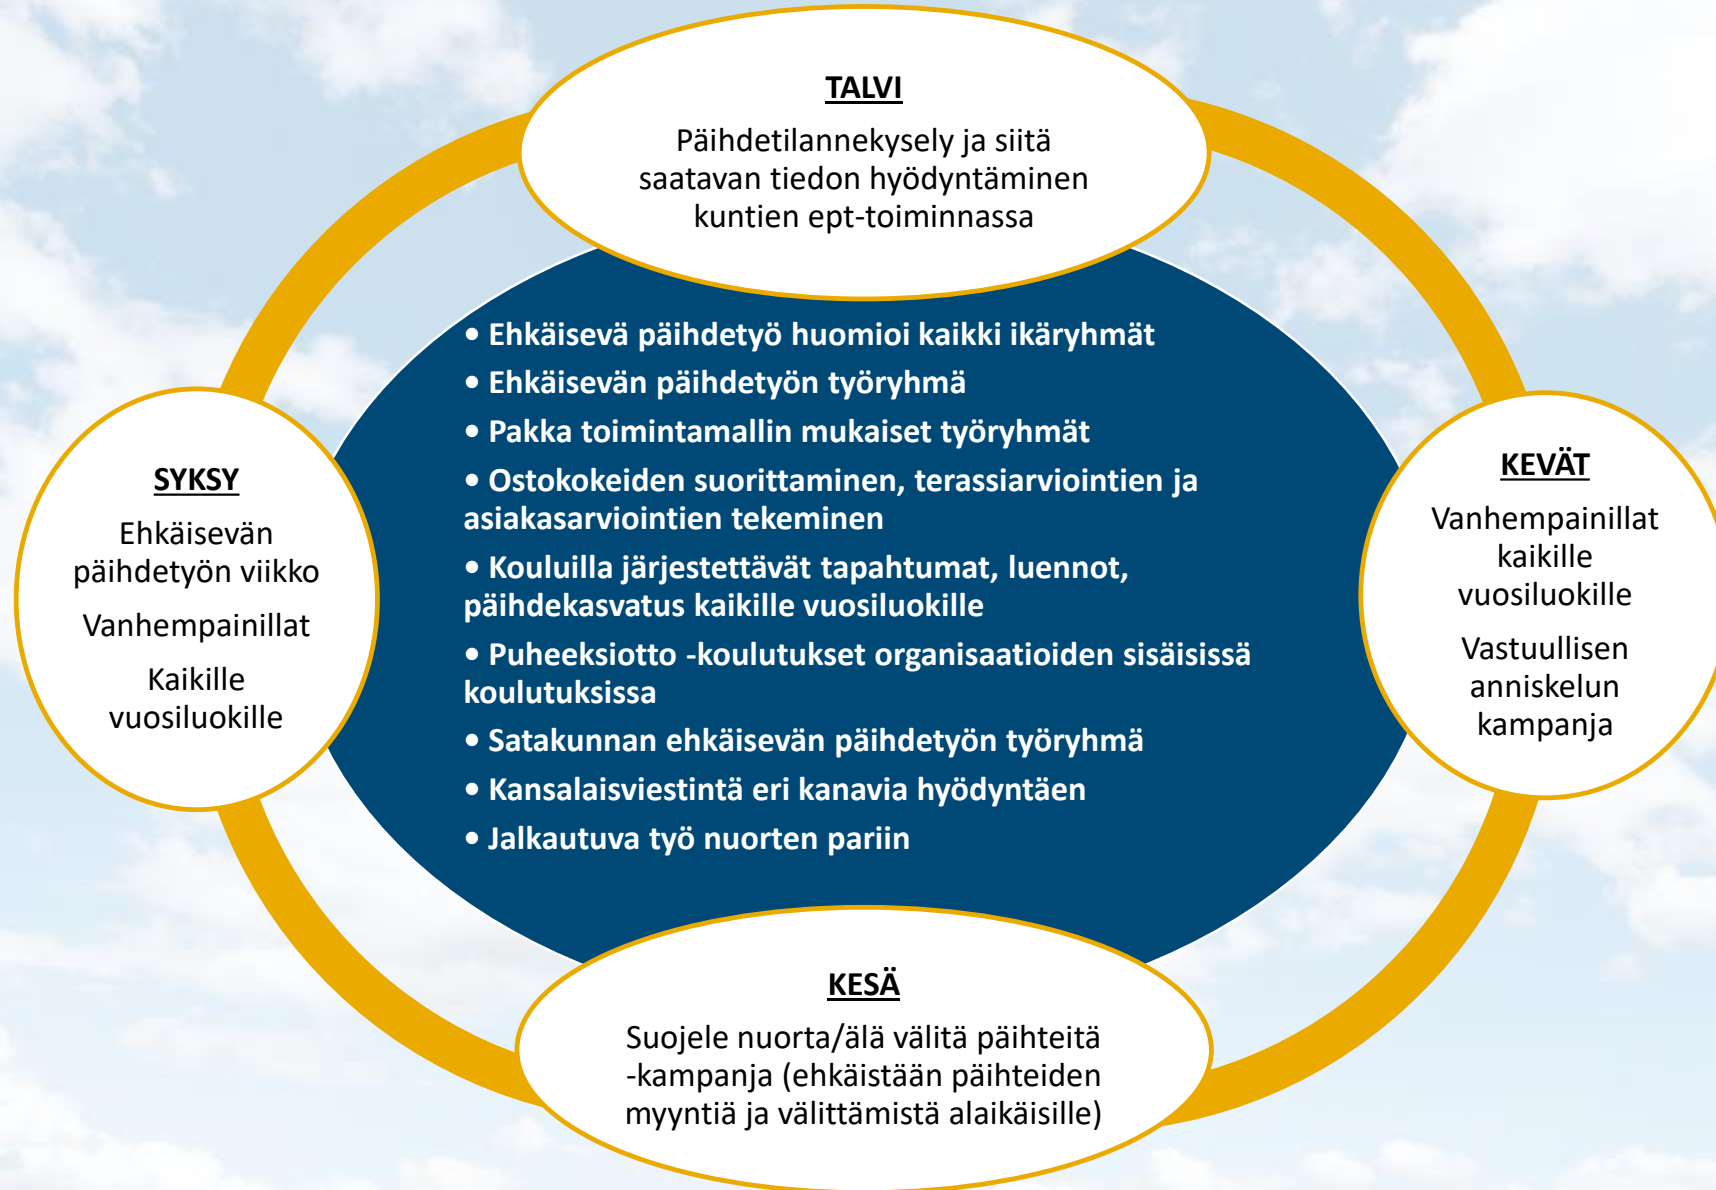 TALVI
Päihdetilannekysely ja siitä
saatavan tiedon hyödyntäminen
kuntien ept-toiminnassa
• Ehkäisevä päihdetyö huomioi kaikki ikäryhmät
• Ehkäisevän päihdetyön työryhmä
• Pakka toimintamallin mukaiset työryhmät
• Ostokokeiden suorittaminen, terassiarviointien ja
asiakasarviointien tekeminen
• Kouluilla järjestettävät tapahtumat, luennot,
päihdekasvatus kaikille vuosiluokille
• Puheeksiotto -koulutukset organisaatioiden sisäisissä
koulutuksissa
• Satakunnan ehkäisevän päihdetyön työryhmä
• Kansalaisviestintä eri kanavia hyödyntäen
• Jalkautuva työ nuorten pariin
SYKSY
Ehkäisevän
päihdetyön viikko
Vanhempainillat
Kaikille
vuosiluokille
KEVÄT
Vanhempainillat
kaikille
vuosiluokille
Vastuullisen
anniskelun
kampanja
KESÄ
Suojele nuorta/älä välitä päihteitä
-kampanja (ehkäistään päihteiden
myyntiä ja välittämistä alaikäisille)